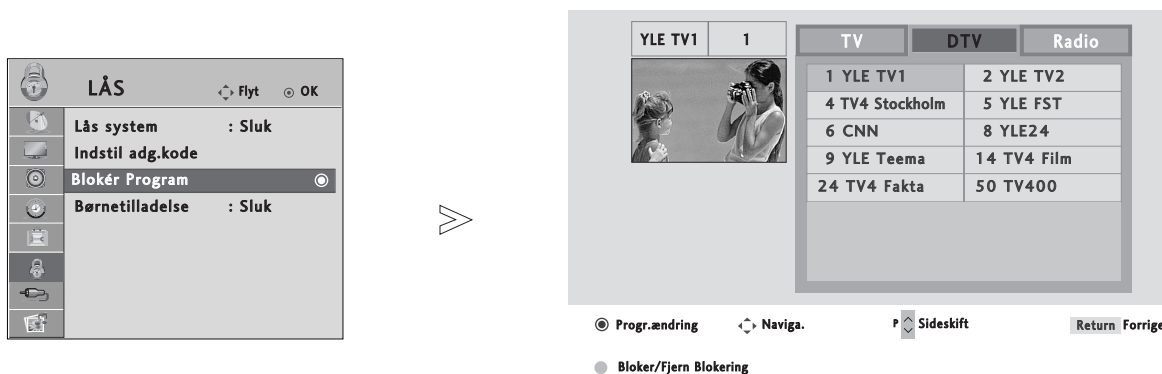 LÅS
Flyt OK
Lås system : Sluk
Indstil adg.kode
Blokér Program
Børnetilladelse : Sluk
YLE TV1 1
TV DTV Radio
1 YLE TV1 2 YLE TV2
4 TV4 Stockholm 5 YLE FST
6 CNN 8 YLE24
9 YLE Teema 14 TV4 Film
24 TV4 Fakta 50 TV400
Progr.ændring Naviga. P Sideskift Return Forrige
Bloker/Fjern Blokering